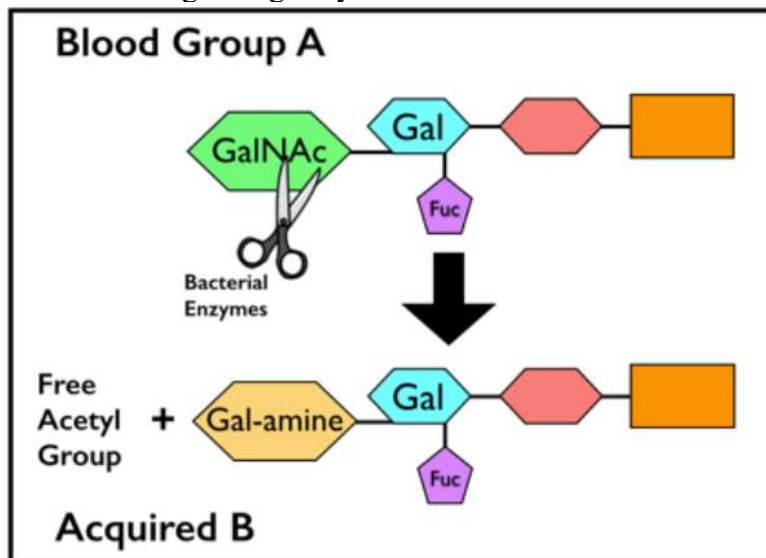 Blood Group A
GalNAc
Gal
Fuc
Bacterial
Enzymes
Free
Acetyl
Group
+
Gal-amine
Gal
Fuc
Acquired B